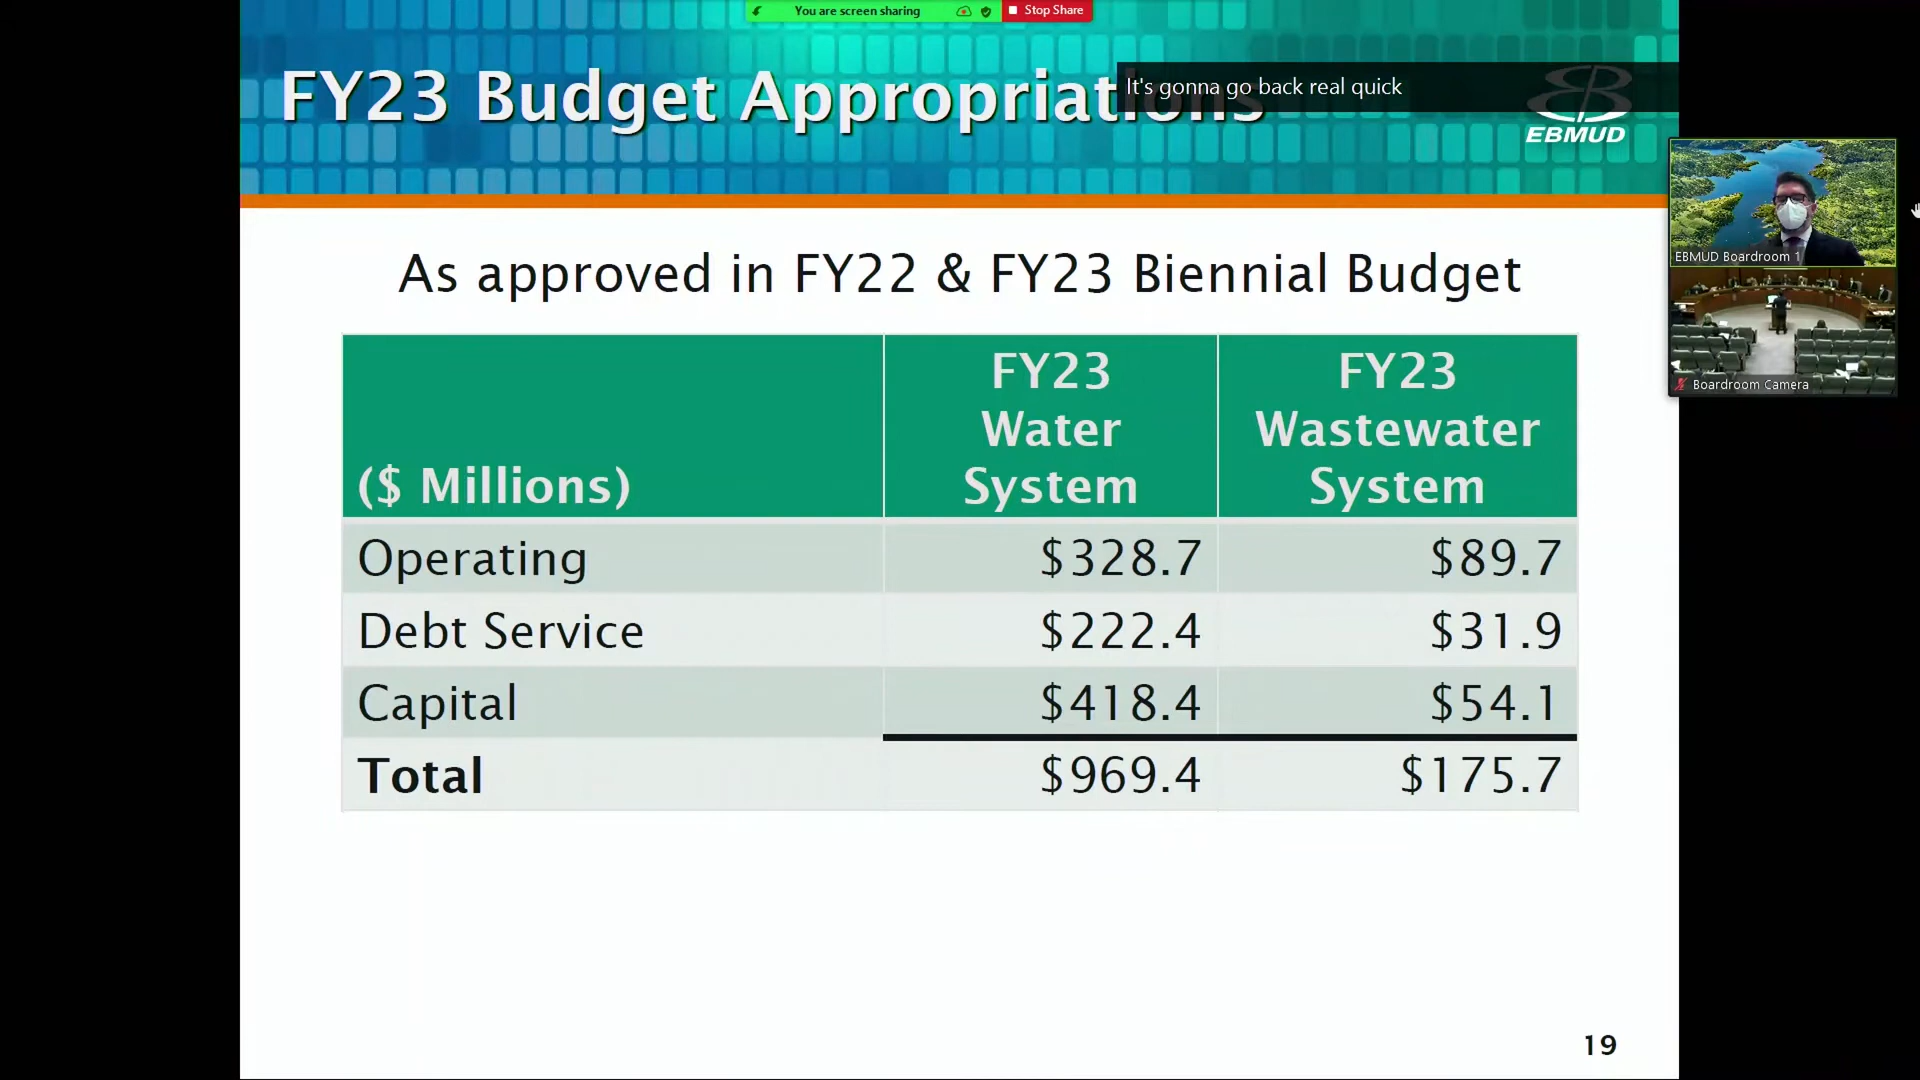 You are screen sharing
Stop Share
FY23 Budget Appropriations
It's gonna go back real quick
EBMUD
EBMUD Boardroom 1
Boardroom Camera
As approved in FY22 & FY23 Biennial Budget
($ Millions)
FY23
Water
System
FY23
Wastewater
System
Operating $328.7 $89.7
Debt Service $222.4 $31.9
Capital $418.4 $54.1
Total $969.4 $175.7
19